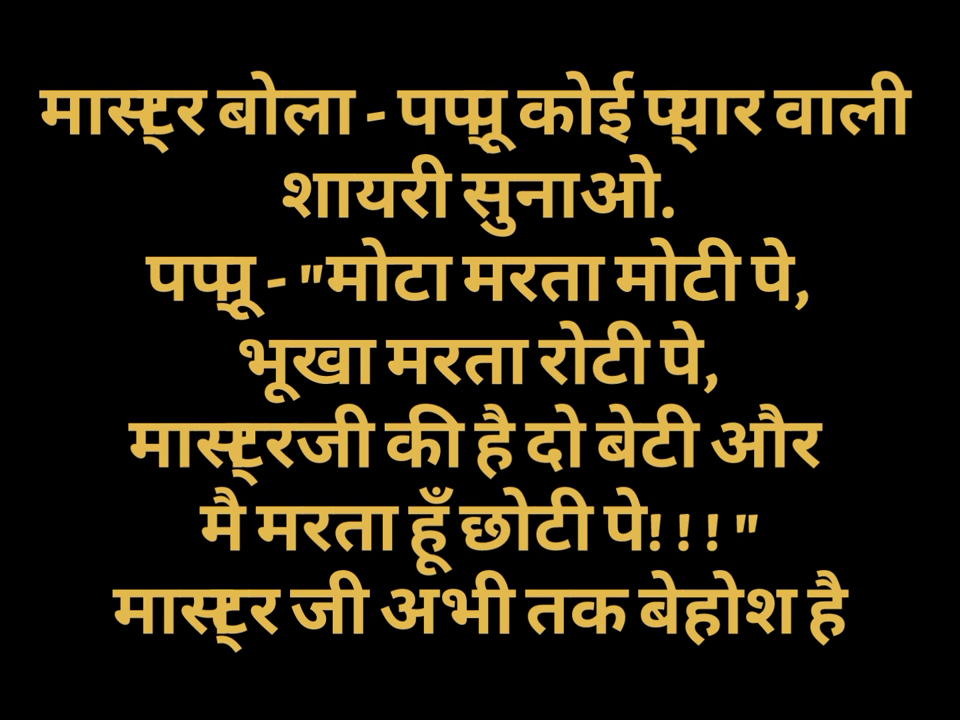 मास्टर बोला - पप्पू कोई प्यार वाली
शायरी सुनाओ.
पप्पू - "मोटा मरता मोटी पे,
भूखा मरता रोटी पे,
मास्टरजी की है दो बेटी और
मै मरता हूँ छोटी पे! ! ! "
मास्टर जी अभी तक बेहोश है